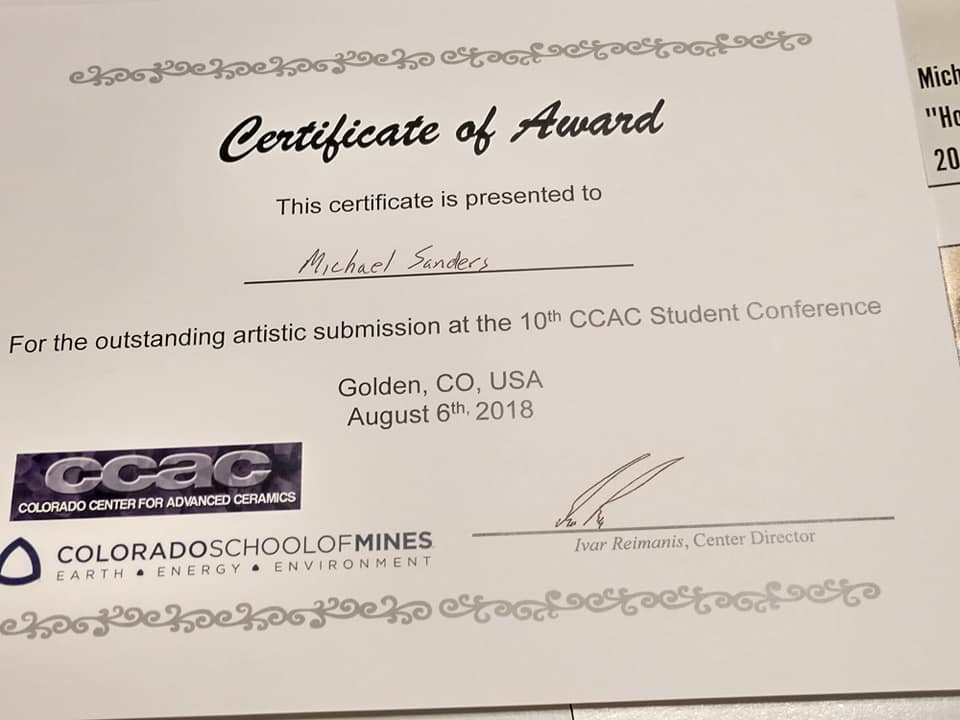 Certificate of Award
This certificate is presented to
Michael Sanders
For the outstanding artistic submission at the 10th CCAC Student Conference
Golden, CO, USA
August 6th, 2018
ccac
COLORADO CENTER FOR ADVANCED CERAMICS
COLORADOSCHOOLOFMINES
EARTH • ENERGY • ENVIRONMENT
Ivar Reimanis, Center Director
Mich
"Ho
20